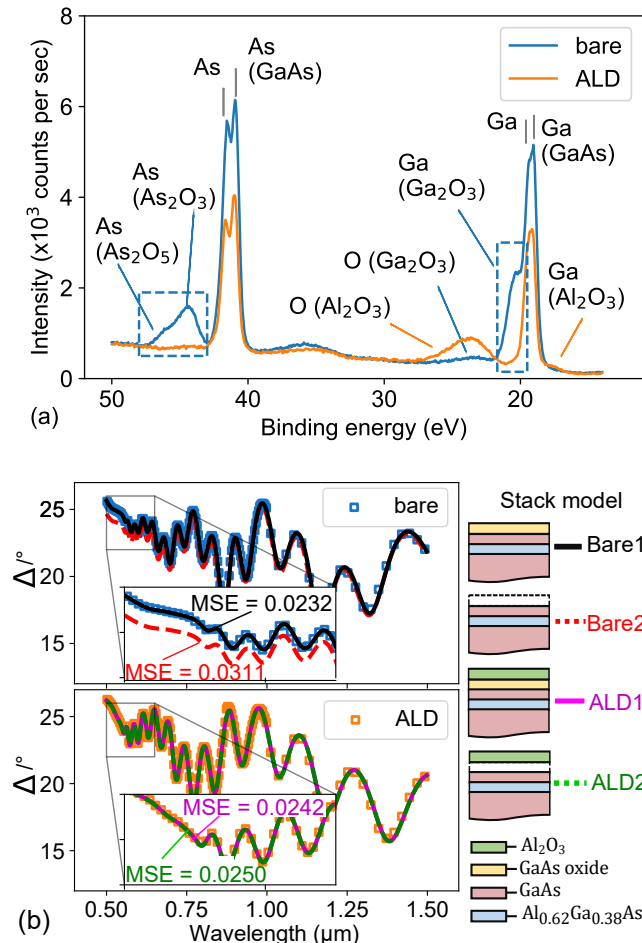 8
6
4
2
0
Intensity (x10³ counts per sec)
As
As
(GaAs)
bare
ALD
Ga
Ga
(GaAs)
As
(As₂O₃)
As
(As₂O₅)
Ga
(Ga₂O₃)
O (Ga₂O₃)
O (Al₂O₃)
Ga
(Al₂O₃)
50
40
30
20
Binding energy (eV)
(a)
25
20
15
Δ/°
bare
MSE = 0.0232
MSE = 0.0311
25
20
15
Δ/°
ALD
MSE = 0.0242
MSE = 0.0250
0.50
0.75
1.00
1.25
1.50
Wavelength (μm)
(b)
Stack model
Bare1
Bare2
ALD1
ALD2
Al₂O₃
GaAs oxide
GaAs
Al₀.₆₂Ga₀.₃₈As